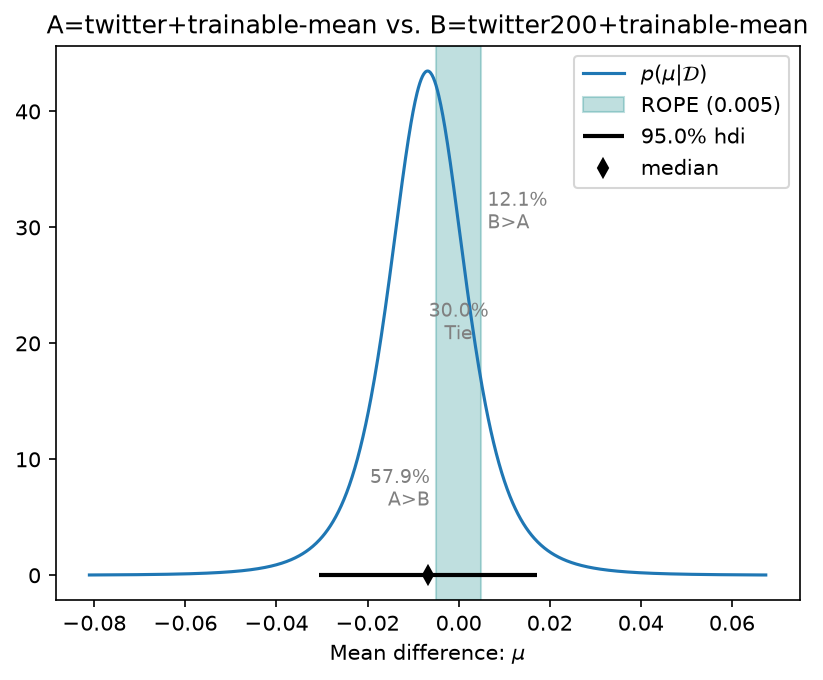 A=twitter+trainable-mean vs. B=twitter200+trainable-mean
p(μ|𝒟)
ROPE (0.005)
95.0% hdi
median
12.1%
B>A
30.0%
Tie
57.9%
A>B
40
30
20
10
0
−0.08
−0.06
−0.04
−0.02
0.00
0.02
0.04
0.06
Mean difference: μ